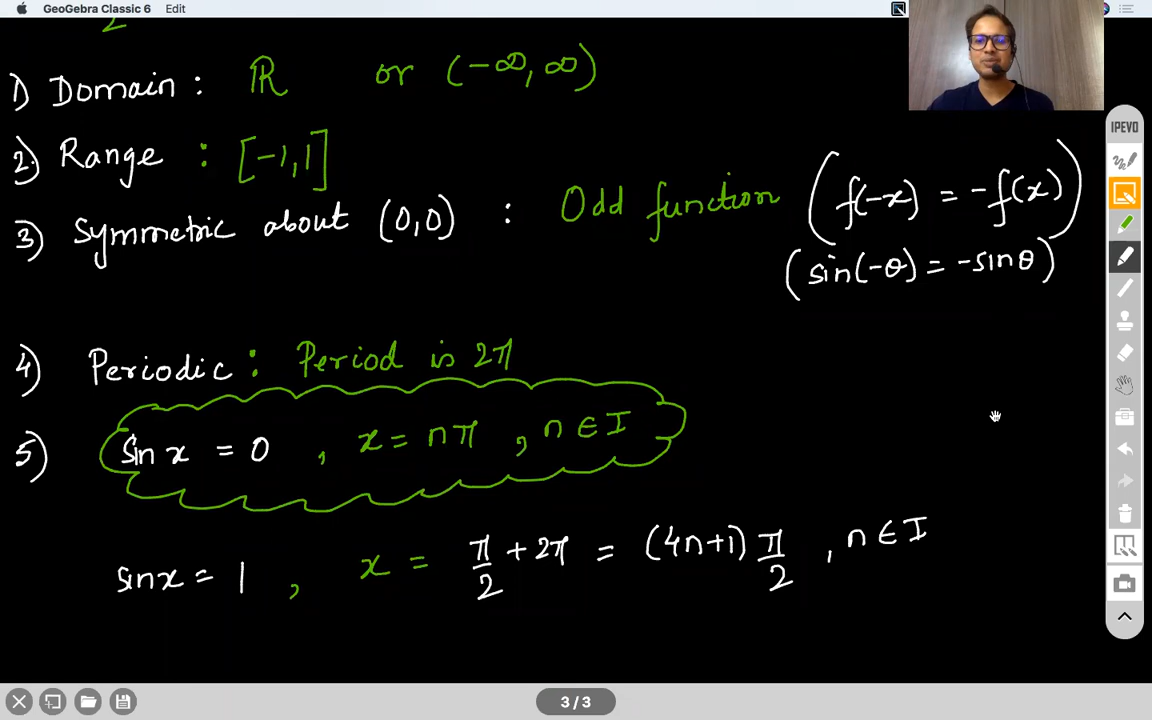 GeoGebra Classic 6 Edit
2
1) Domain : ℝ or (-∞, ∞)
2) Range : [-1, 1]
3) Symmetric about (0,0) : Odd function (f(-x) = -f(x))
(sin(-θ) = -sinθ)
4) Periodic : Period is 2π
5) sin x = 0 , x = nπ , n ∈ I
sinx = 1 , x = π/2 + 2π = (4n+1) π/2 , n ∈ I
IPEVO
3/3